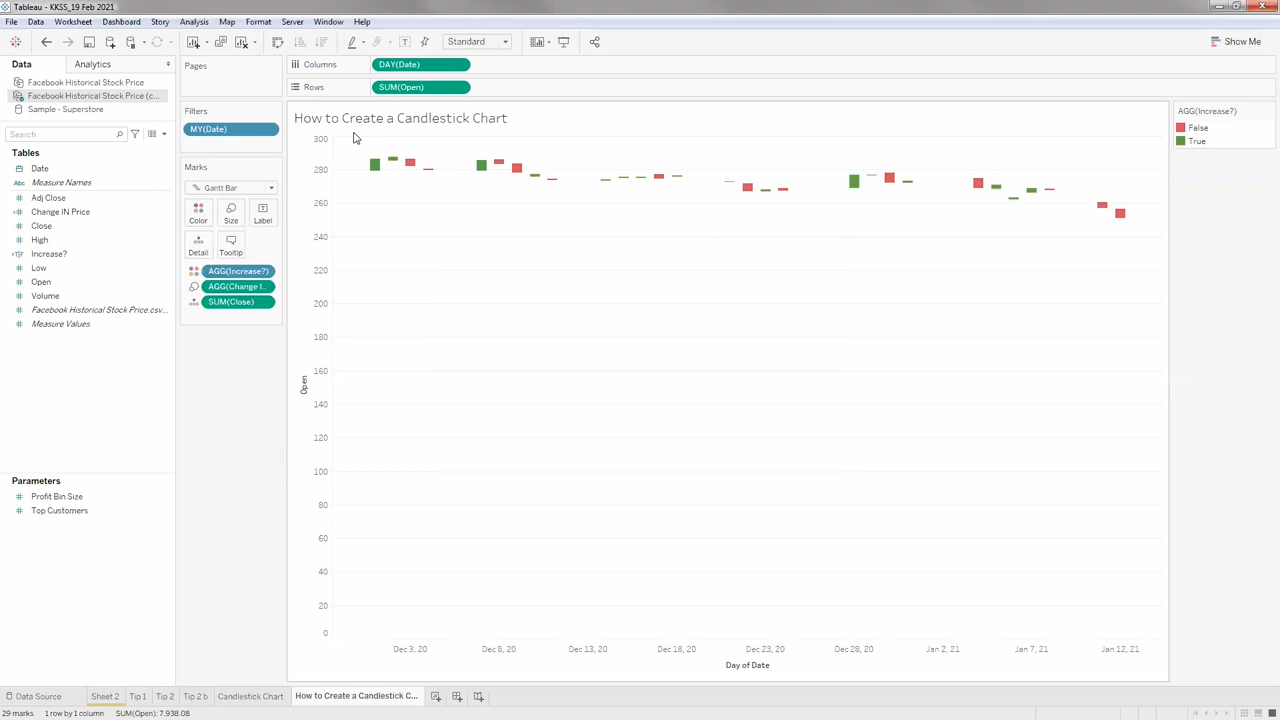 Tableau - KKSS_19 Feb 2021
File Data Worksheet Dashboard Story Analysis Map Format Server Window Help
Standard
Show Me
Data Analytics
Facebook Historical Stock Price
Facebook Historical Stock Price (c...
Sample - Superstore
Search
Tables
Date
Abc Measure Names
Adj Close
Change IN Price
Close
High
Increase?
Low
Open
Volume
Facebook Historical Stock Price.csv...
Measure Values
Parameters
Profit Bin Size
Top Customers
Pages
Filters
MY(Date)
Marks
Gantt Bar
Color Size Label
Detail Tooltip
AGG(Increase?)
AGG(Change I..
SUM(Close)
Columns DAY(Date)
Rows SUM(Open)
How to Create a Candlestick Chart
300
280
260
240
220
200
180
160
140
120
100
80
60
40
20
0
Open
Dec 3, 20 Dec 8, 20 Dec 13, 20 Dec 18, 20 Dec 23, 20 Dec 28, 20 Jan 2, 21 Jan 7, 21 Jan 12, 21
Day of Date
AGG(Increase?)
False
True
Data Source Sheet 2 Tip 1 Tip 2 Tip 2 b Candlestick Chart How to Create a Candlestick C...
29 marks 1 row by 1 column SUM(Open): 7,938.08